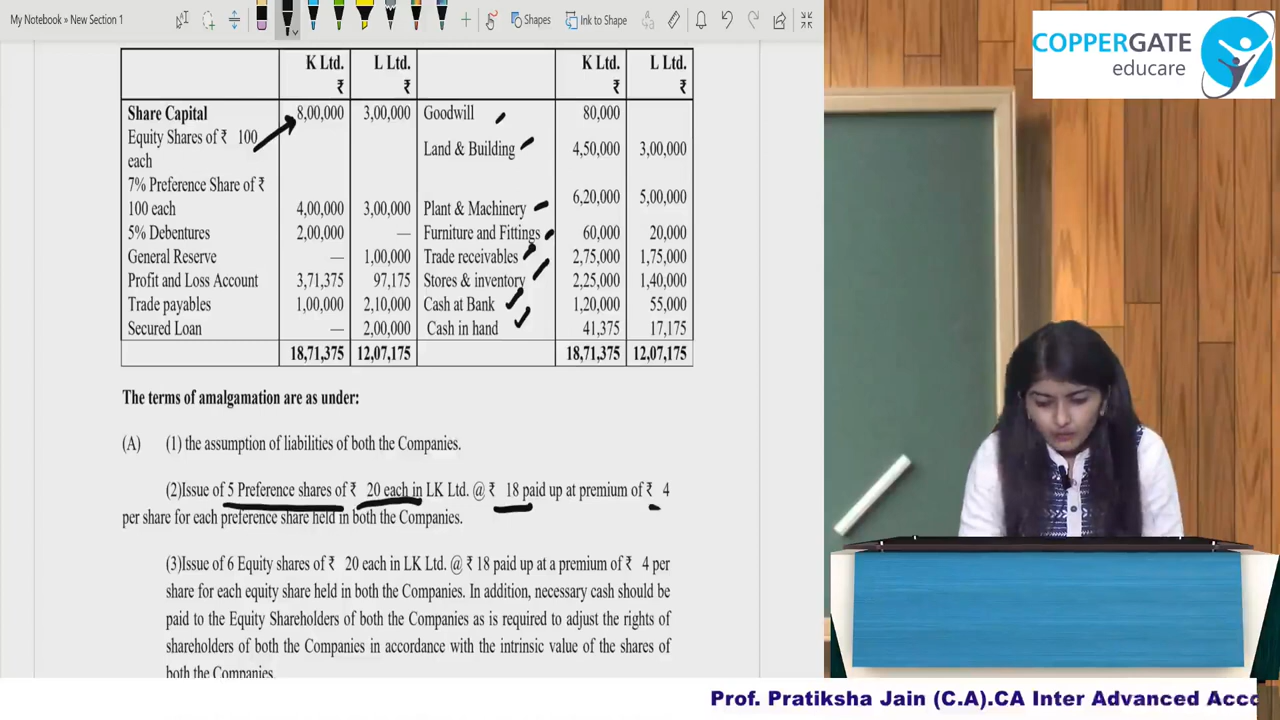 My Notebook » New Section 1
Shapes
Ink to Shape
COPPERGATE
educare
K Ltd. L Ltd. K Ltd. L Ltd.
₹ ₹ ₹ ₹
Share Capital 8,00,000 3,00,000 Goodwill 80,000
Equity Shares of ₹ 100
each
Land & Building 4,50,000 3,00,000
7% Preference Share of ₹
100 each 4,00,000 3,00,000 Plant & Machinery 6,20,000 5,00,000
5% Debentures 2,00,000 — Furniture and Fittings 60,000 20,000
General Reserve — 1,00,000 Trade receivables 2,75,000 1,75,000
Profit and Loss Account 3,71,375 97,175 Stores & inventory 2,25,000 1,40,000
Trade payables 1,00,000 2,10,000 Cash at Bank 1,20,000 55,000
Secured Loan — 2,00,000 Cash in hand 41,375 17,175
18,71,375 12,07,175 18,71,375 12,07,175
The terms of amalgamation are as under:
(A) (1) the assumption of liabilities of both the Companies.
(2)Issue of 5 Preference shares of ₹ 20 each in LK Ltd. @ ₹ 18 paid up at premium of ₹ 4
per share for each preference share held in both the Companies.
(3)Issue of 6 Equity shares of ₹ 20 each in LK Ltd. @ ₹ 18 paid up at a premium of ₹ 4 per
share for each equity share held in both the Companies. In addition, necessary cash should be
paid to the Equity Shareholders of both the Companies as is required to adjust the rights of
shareholders of both the Companies in accordance with the intrinsic value of the shares of
both the Companies.
Prof. Pratiksha Jain (C.A).CA Inter Advanced Acco